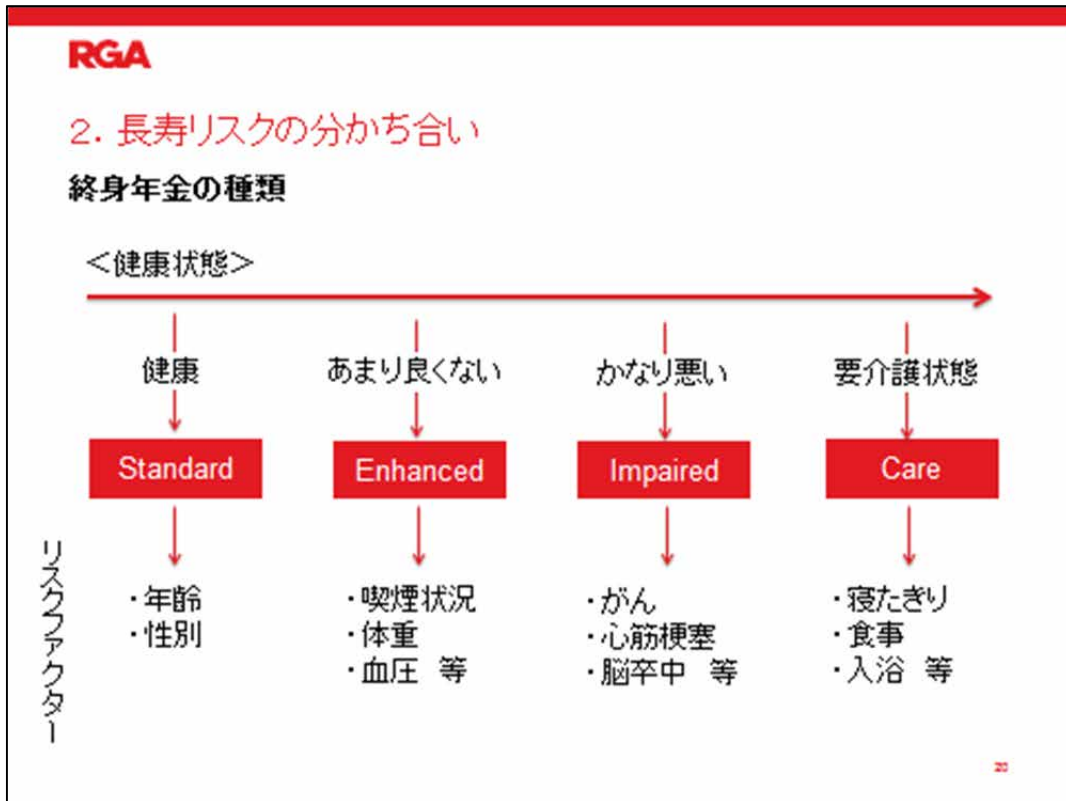 RGA
2. 長寿リスクの分かち合い
終身年金の種類
＜健康状態＞
健康
あまり良くない
かなり悪い
要介護状態
Standard
Enhanced
Impaired
Care
リスクファクター
・年齢
・性別
・喫煙状況
・体重
・血圧 等
・がん
・心筋梗塞
・脳卒中 等
・寝たきり
・食事
・入浴 等
20